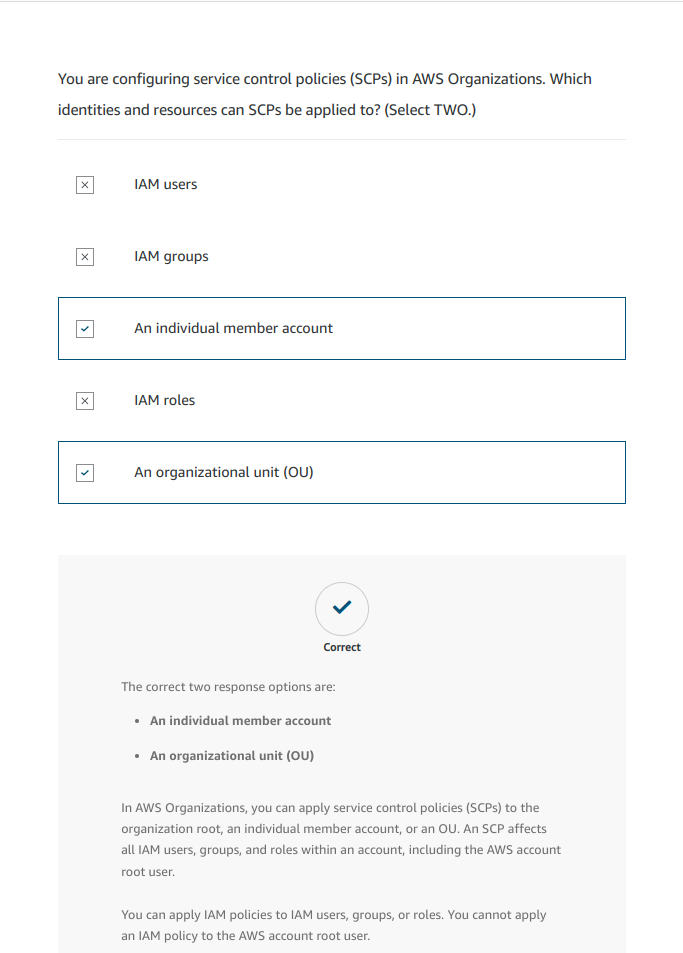 You are configuring service control policies (SCPs) in AWS Organizations. Which
identities and resources can SCPs be applied to? (Select TWO.)
IAM users
IAM groups
An individual member account
IAM roles
An organizational unit (OU)
Correct
The correct two response options are:
• An individual member account
• An organizational unit (OU)
In AWS Organizations, you can apply service control policies (SCPs) to the
organization root, an individual member account, or an OU. An SCP affects
all IAM users, groups, and roles within an account, including the AWS account
root user.
You can apply IAM policies to IAM users, groups, or roles. You cannot apply
an IAM policy to the AWS account root user.